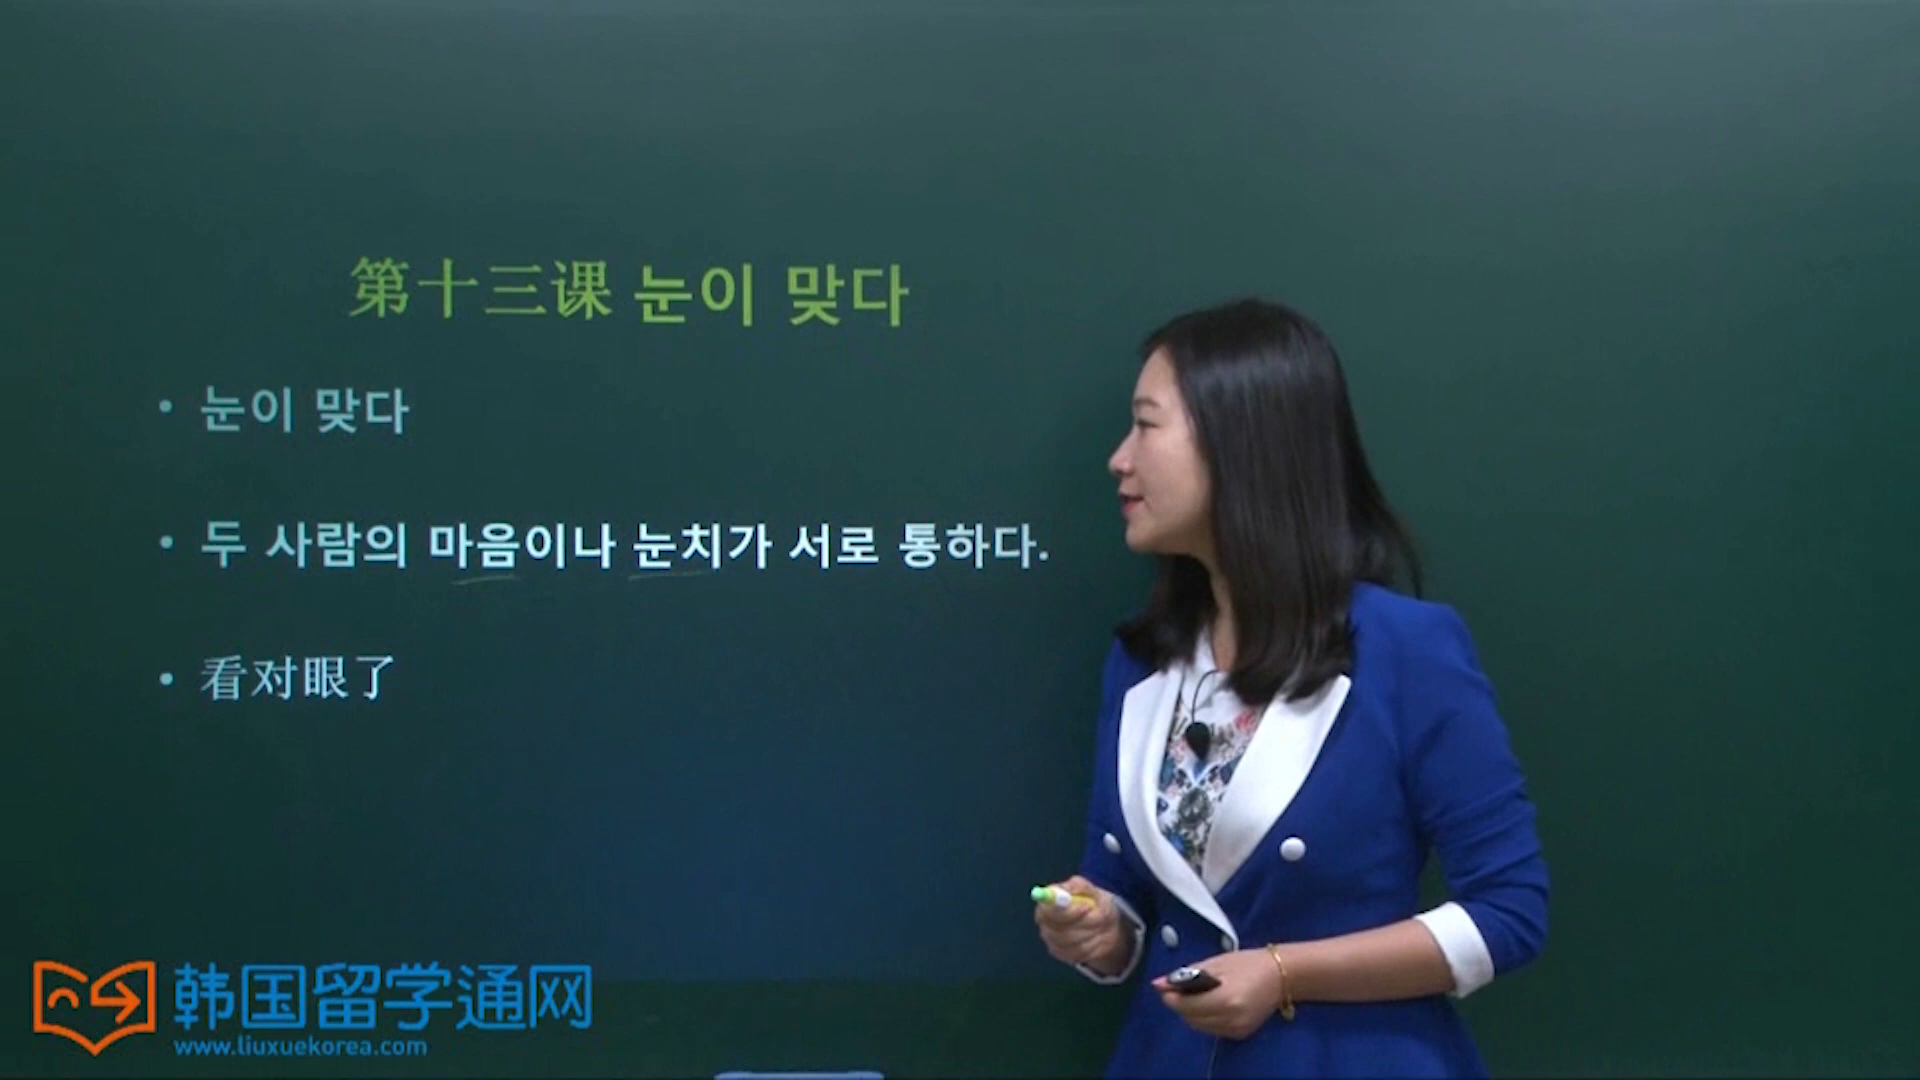 第十三课 눈이 맞다
• 눈이 맞다
• 두 사람의 마음이나 눈치가 서로 통하다.
• 看对眼了
韩国留学通网
www.liuxuekorea.com